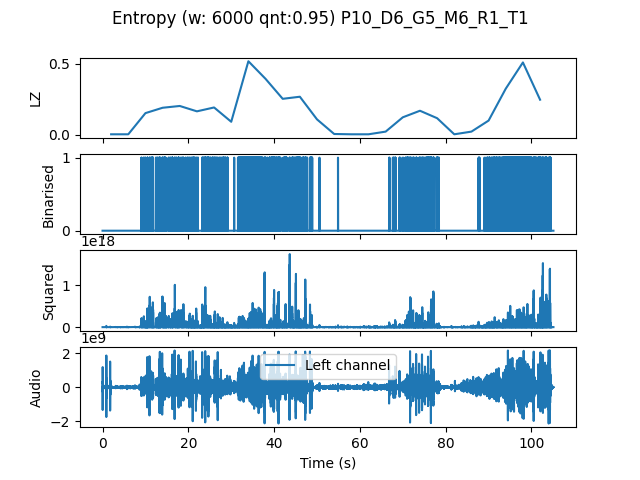 Entropy (w: 6000 qnt:0.95) P10_D6_G5_M6_R1_T1
0.5
LZ
0.0
1
Binarised
0
1e18
1
Squared
0
1e9
2
Left channel
Audio
0
−2
0 20 40 60 80 100
Time (s)